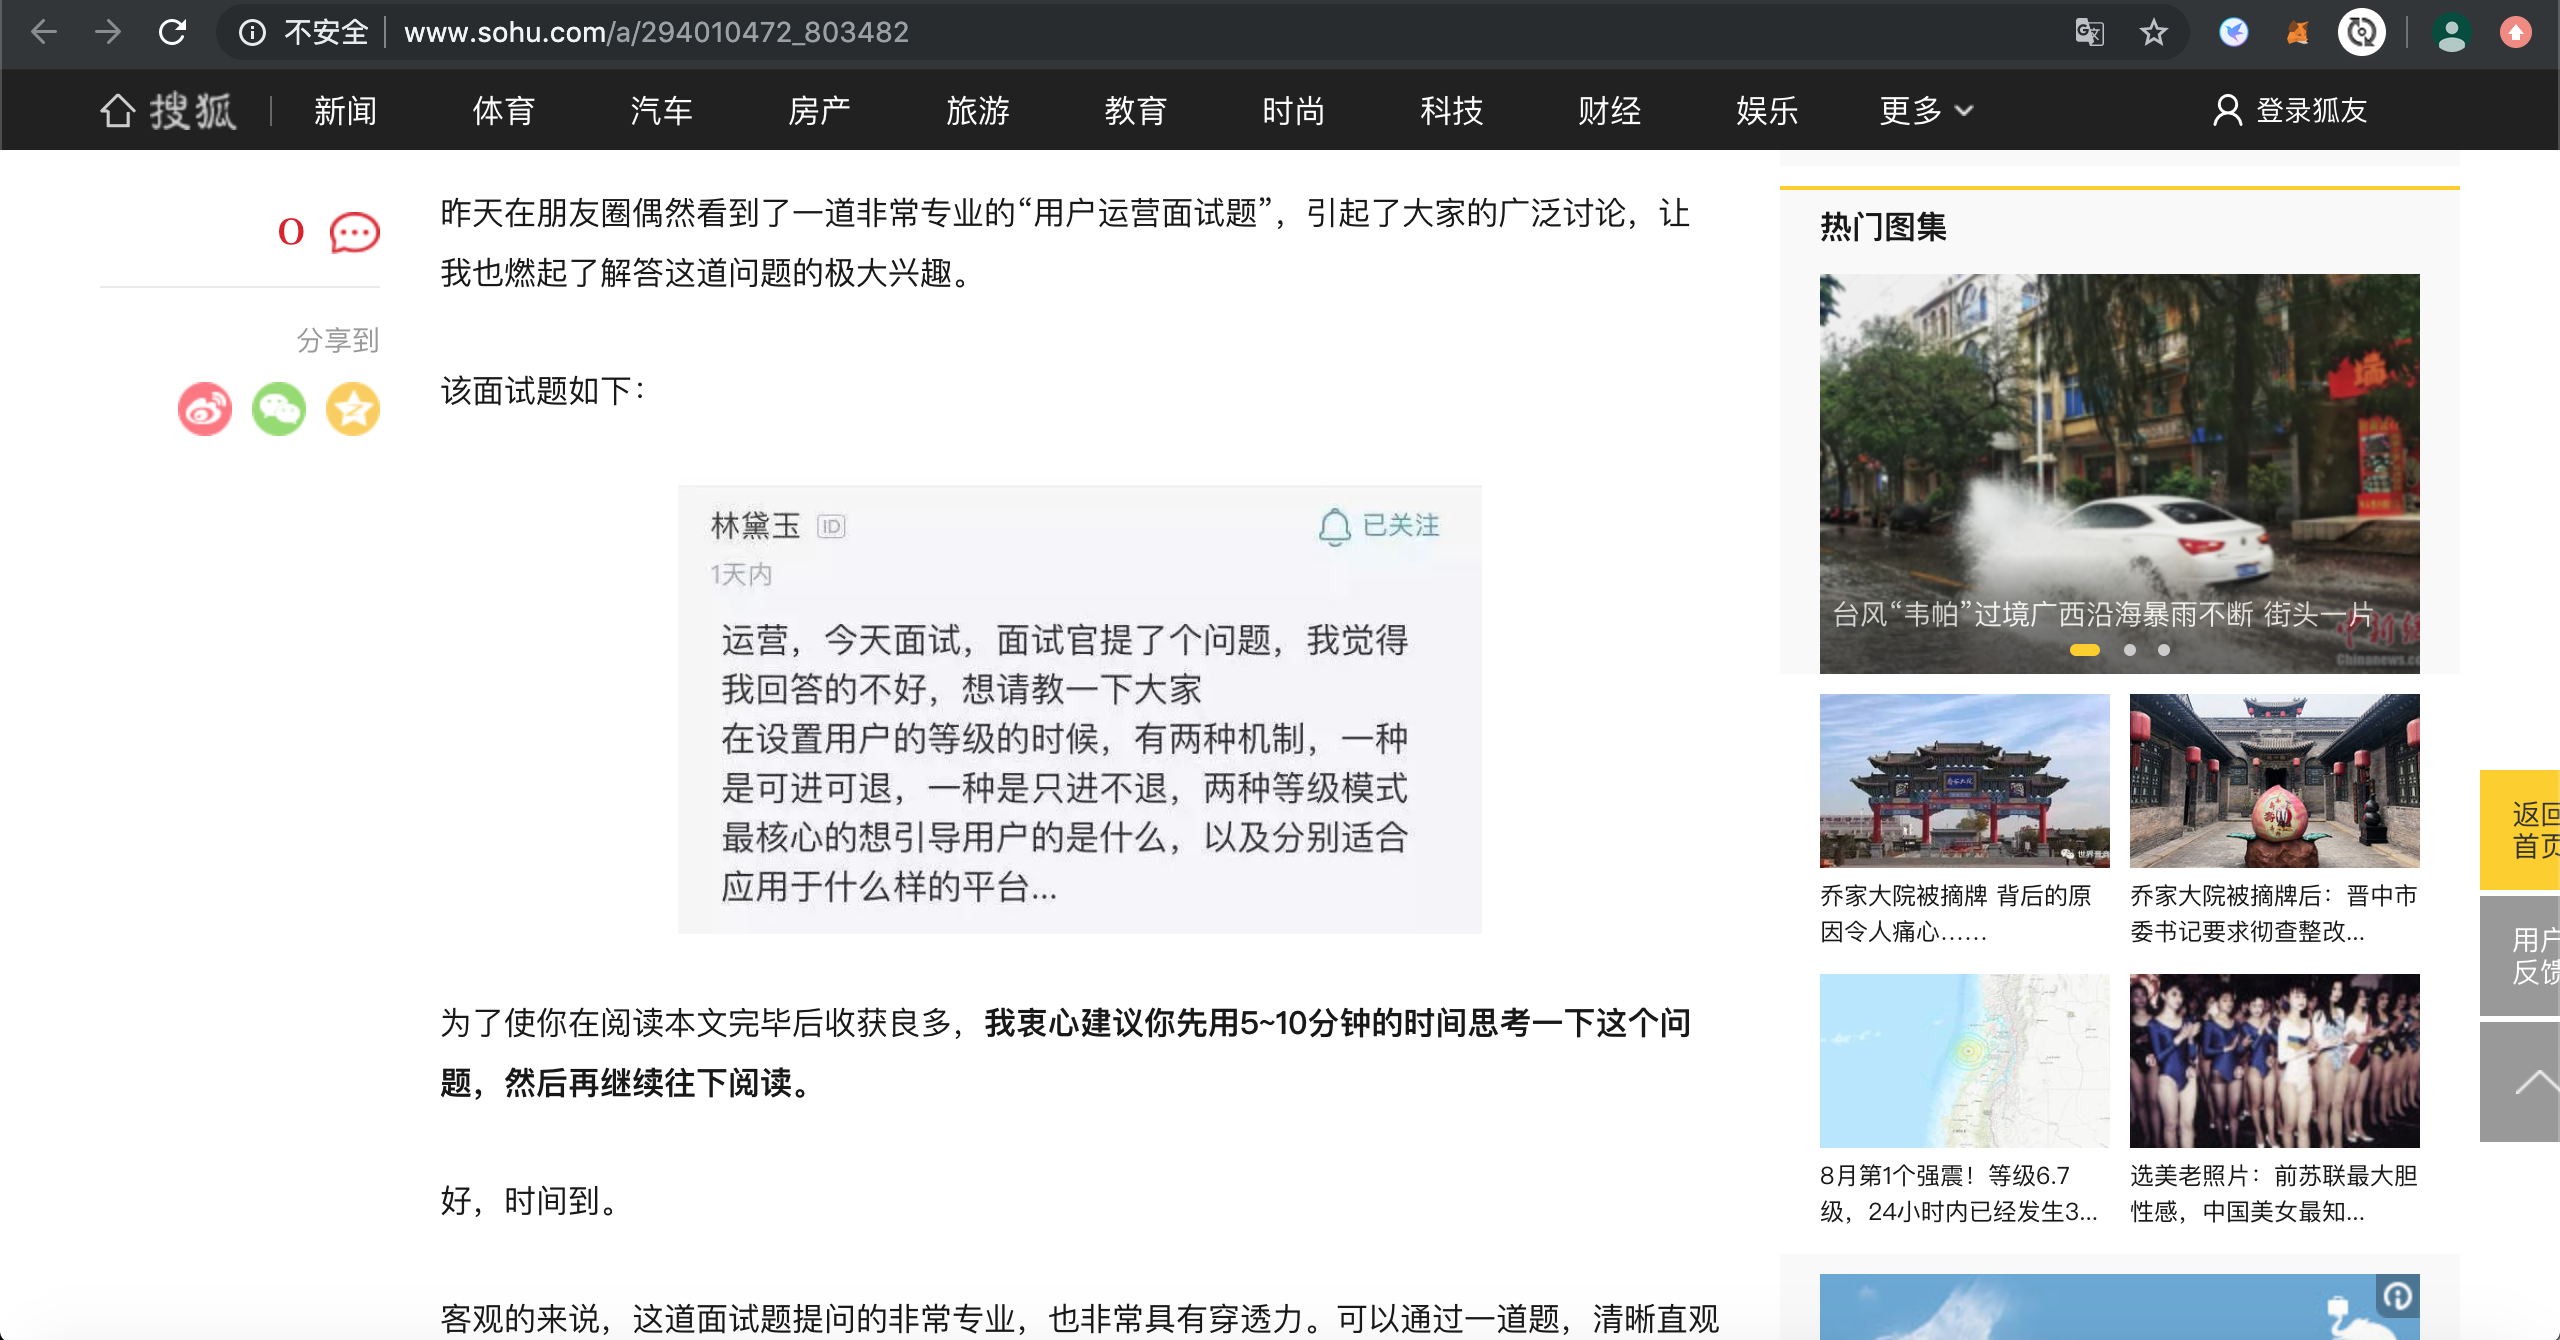 不安全
www.sohu.com/a/294010472_803482
搜狐
新闻
体育
汽车
房产
旅游
教育
时尚
科技
财经
娱乐
更多
登录狐友
0
分享到
昨天在朋友圈偶然看到了一道非常专业的“用户运营面试题”，引起了大家的广泛讨论，让
我也燃起了解答这道问题的极大兴趣。
该面试题如下：
林黛玉 ID
已关注
1天内
运营，今天面试，面试官提了个问题，我觉得
我回答的不好，想请教一下大家
在设置用户的等级的时候，有两种机制，一种
是可进可退，一种是只进不退，两种等级模式
最核心的想引导用户的是什么，以及分别适合
应用于什么样的平台...
为了使你在阅读本文完毕后收获良多，我衷心建议你先用5~10分钟的时间思考一下这个问
题，然后再继续往下阅读。
好，时间到。
客观的来说，这道面试题提问的非常专业，也非常具有穿透力。可以通过一道题，清晰直观
热门图集
台风“韦帕”过境广西沿海暴雨不断 街头一片
Chinanews.c
乔家大院被摘牌 背后的原
因令人痛心……
乔家大院被摘牌后：晋中市
委书记要求彻查整改...
8月第1个强震！等级6.7
级，24小时内已经发生3...
选美老照片：前苏联最大胆
性感，中国美女最知...
返回
首页
用户
反馈